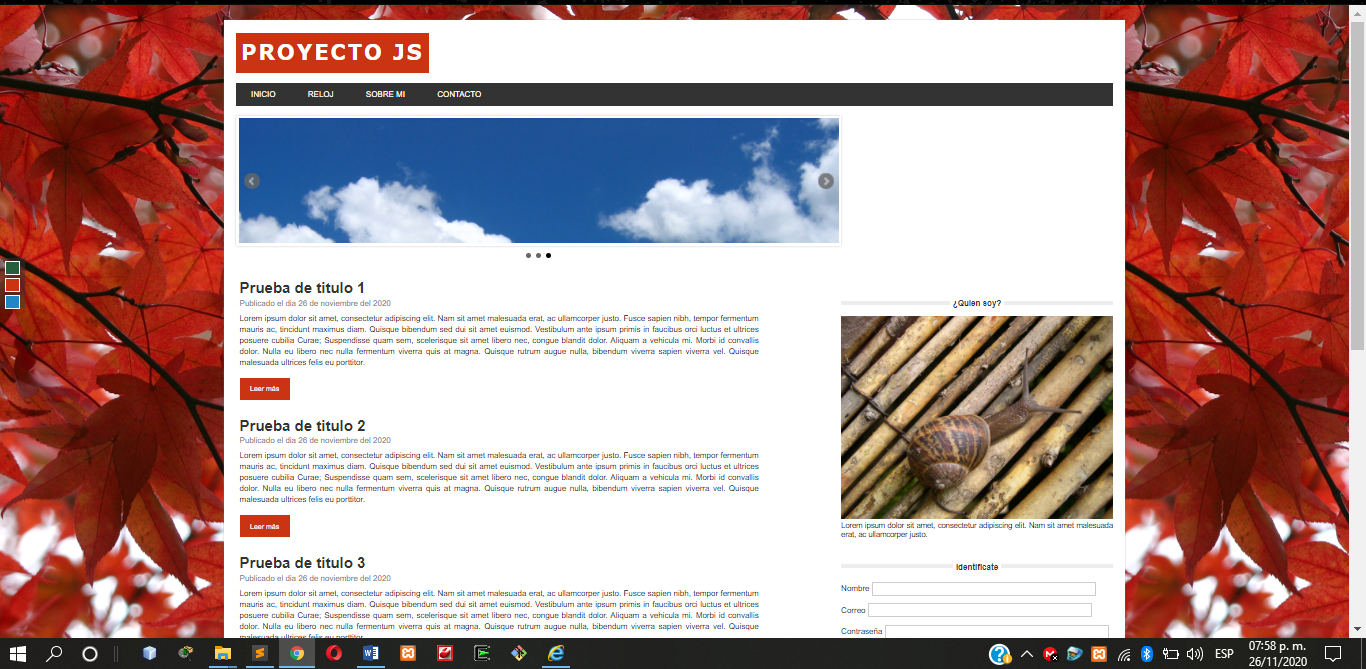 PROYECTO JS
INICIO RELOJ SOBRE MI CONTACTO
Prueba de titulo 1
Publicado el dia 26 de noviembre del 2020
Lorem ipsum dolor sit amet, consectetur adipiscing elit. Nam sit amet malesuada erat, ac ullamcorper justo. Fusce sapien nibh, tempor fermentum
mauris ac, tincidunt maximus diam. Quisque bibendum sed dui sit amet euismod. Vestibulum ante ipsum primis in faucibus orci luctus et ultrices
posuere cubilia Curae; Suspendisse quam sem, scelerisque sit amet libero nec, congue blandit dolor. Aliquam a vehicula mi. Morbi id convallis
dolor. Nulla eu libero nec nulla fermentum viverra quis at magna. Quisque rutrum augue nulla, bibendum viverra sapien viverra vel. Quisque
malesuada ultrices felis eu porttitor.
Leer más
Prueba de titulo 2
Publicado el dia 26 de noviembre del 2020
Lorem ipsum dolor sit amet, consectetur adipiscing elit. Nam sit amet malesuada erat, ac ullamcorper justo. Fusce sapien nibh, tempor fermentum
mauris ac, tincidunt maximus diam. Quisque bibendum sed dui sit amet euismod. Vestibulum ante ipsum primis in faucibus orci luctus et ultrices
posuere cubilia Curae; Suspendisse quam sem, scelerisque sit amet libero nec, congue blandit dolor. Aliquam a vehicula mi. Morbi id convallis
dolor. Nulla eu libero nec nulla fermentum viverra quis at magna. Quisque rutrum augue nulla, bibendum viverra sapien viverra vel. Quisque
malesuada ultrices felis eu porttitor.
Leer más
Prueba de titulo 3
Publicado el dia 26 de noviembre del 2020
Lorem ipsum dolor sit amet, consectetur adipiscing elit. Nam sit amet malesuada erat, ac ullamcorper justo. Fusce sapien nibh, tempor fermentum
mauris ac, tincidunt maximus diam. Quisque bibendum sed dui sit amet euismod. Vestibulum ante ipsum primis in faucibus orci luctus et ultrices
posuere cubilia Curae; Suspendisse quam sem, scelerisque sit amet libero nec, congue blandit dolor. Aliquam a vehicula mi. Morbi id convallis
dolor. Nulla eu libero nec nulla fermentum viverra quis at magna. Quisque rutrum augue nulla, bibendum viverra sapien viverra vel. Quisque
malesuada ultrices felis eu porttitor.
¿Quien soy?
Lorem ipsum dolor sit amet, consectetur adipiscing elit. Nam sit amet malesuada
erat, ac ullamcorper justo.
Identificate
Nombre
Correo
Contraseña
ESP
07:58 p. m.
26/11/2020